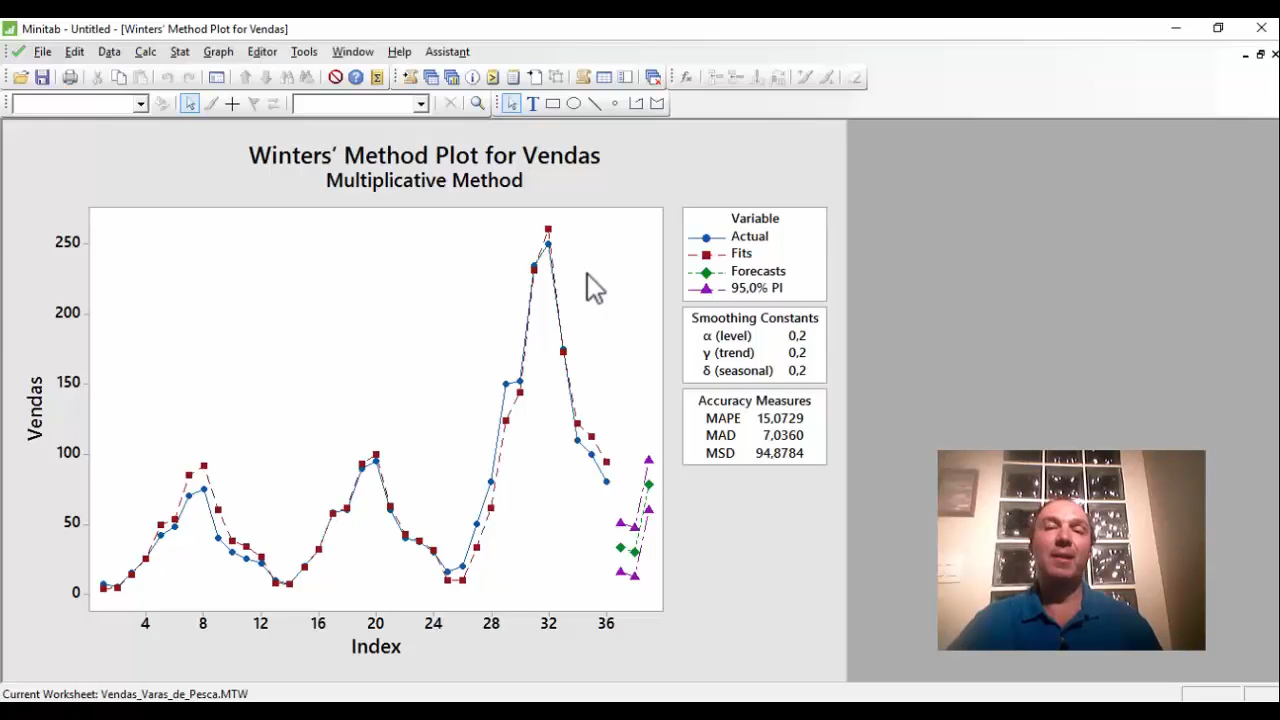 Minitab - Untitled - [Winters' Method Plot for Vendas]
File Edit Data Calc Stat Graph Editor Tools Window Help Assistant
Winters' Method Plot for Vendas
Multiplicative Method
Variable
Actual
Fits
Forecasts
95,0% PI
Smoothing Constants
α (level) 0,2
γ (trend) 0,2
δ (seasonal) 0,2
Accuracy Measures
MAPE 15,0729
MAD 7,0360
MSD 94,8784
Vendas
250
200
150
100
50
0
4 8 12 16 20 24 28 32 36
Index
Current Worksheet: Vendas_Varas_de_Pesca.MTW